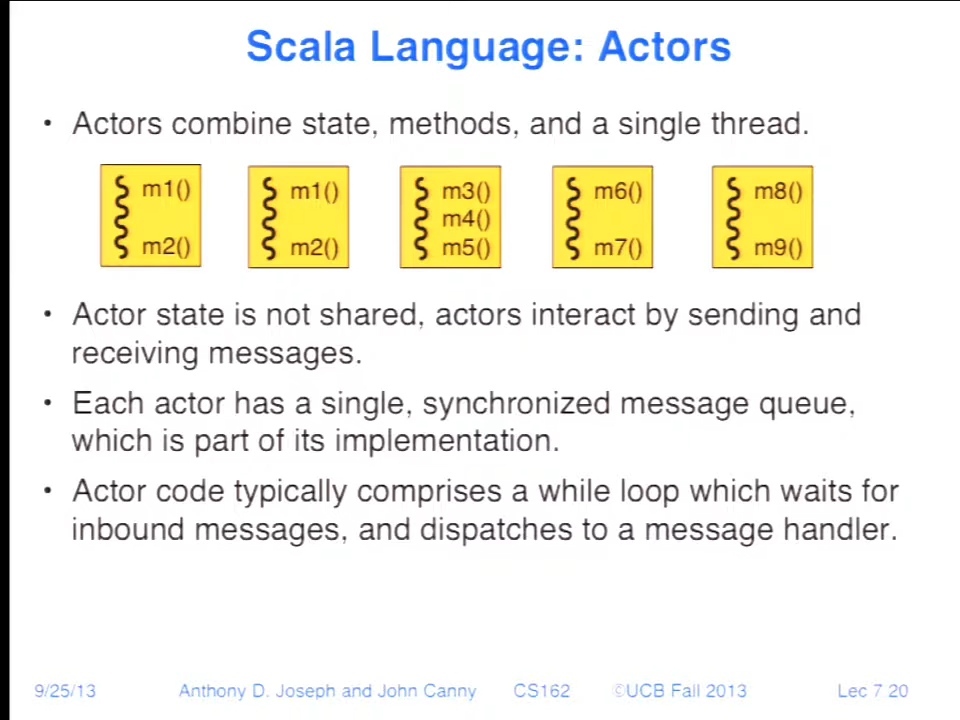 Scala Language: Actors
• Actors combine state, methods, and a single thread.
m1() m1() m3() m6() m8()
m4()
m2() m2() m5() m7() m9()
• Actor state is not shared, actors interact by sending and
receiving messages.
• Each actor has a single, synchronized message queue,
which is part of its implementation.
• Actor code typically comprises a while loop which waits for
inbound messages, and dispatches to a message handler.
9/25/13 Anthony D. Joseph and John Canny CS162 ©UCB Fall 2013 Lec 7 20